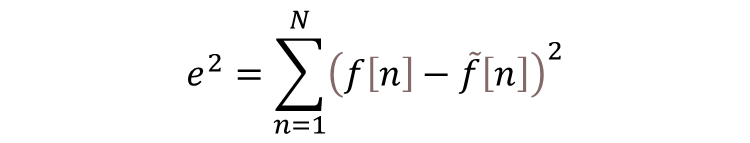 e² = ∑_{n=1}^{N} (f[n] − f̃[n])²